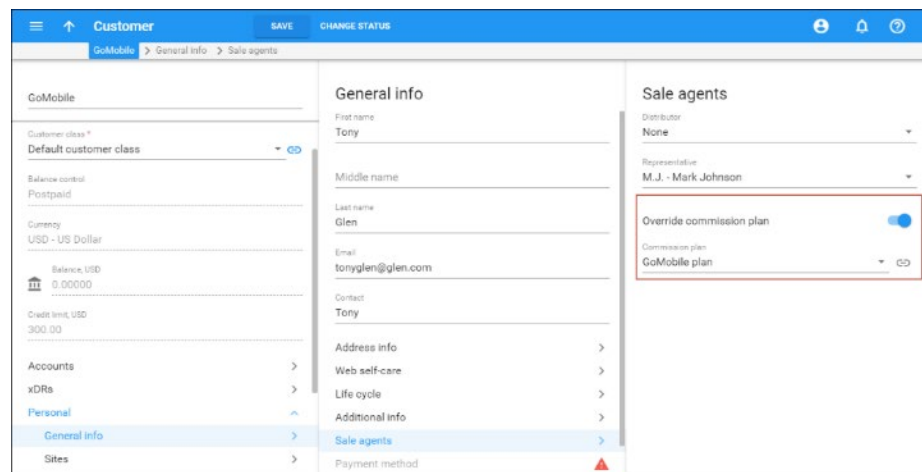 Customer
SAVE
CHANGE STATUS
GoMobile > General info > Sale agents
GoMobile
Customer class *
Default customer class
Balance control
Postpaid
Currency
USD - US Dollar
Balance, USD
0.00000
Credit limit, USD
300.00
Accounts
xDRs
Personal
General info
Sites
General info
First name
Tony
Middle name
Last name
Glen
Email
tonyglen@glen.com
Contact
Tony
Address info
Web self-care
Life cycle
Additional info
Sale agents
Payment method
Sale agents
Distributor
None
Representative
M.J. - Mark Johnson
Override commission plan
Commission plan
GoMobile plan